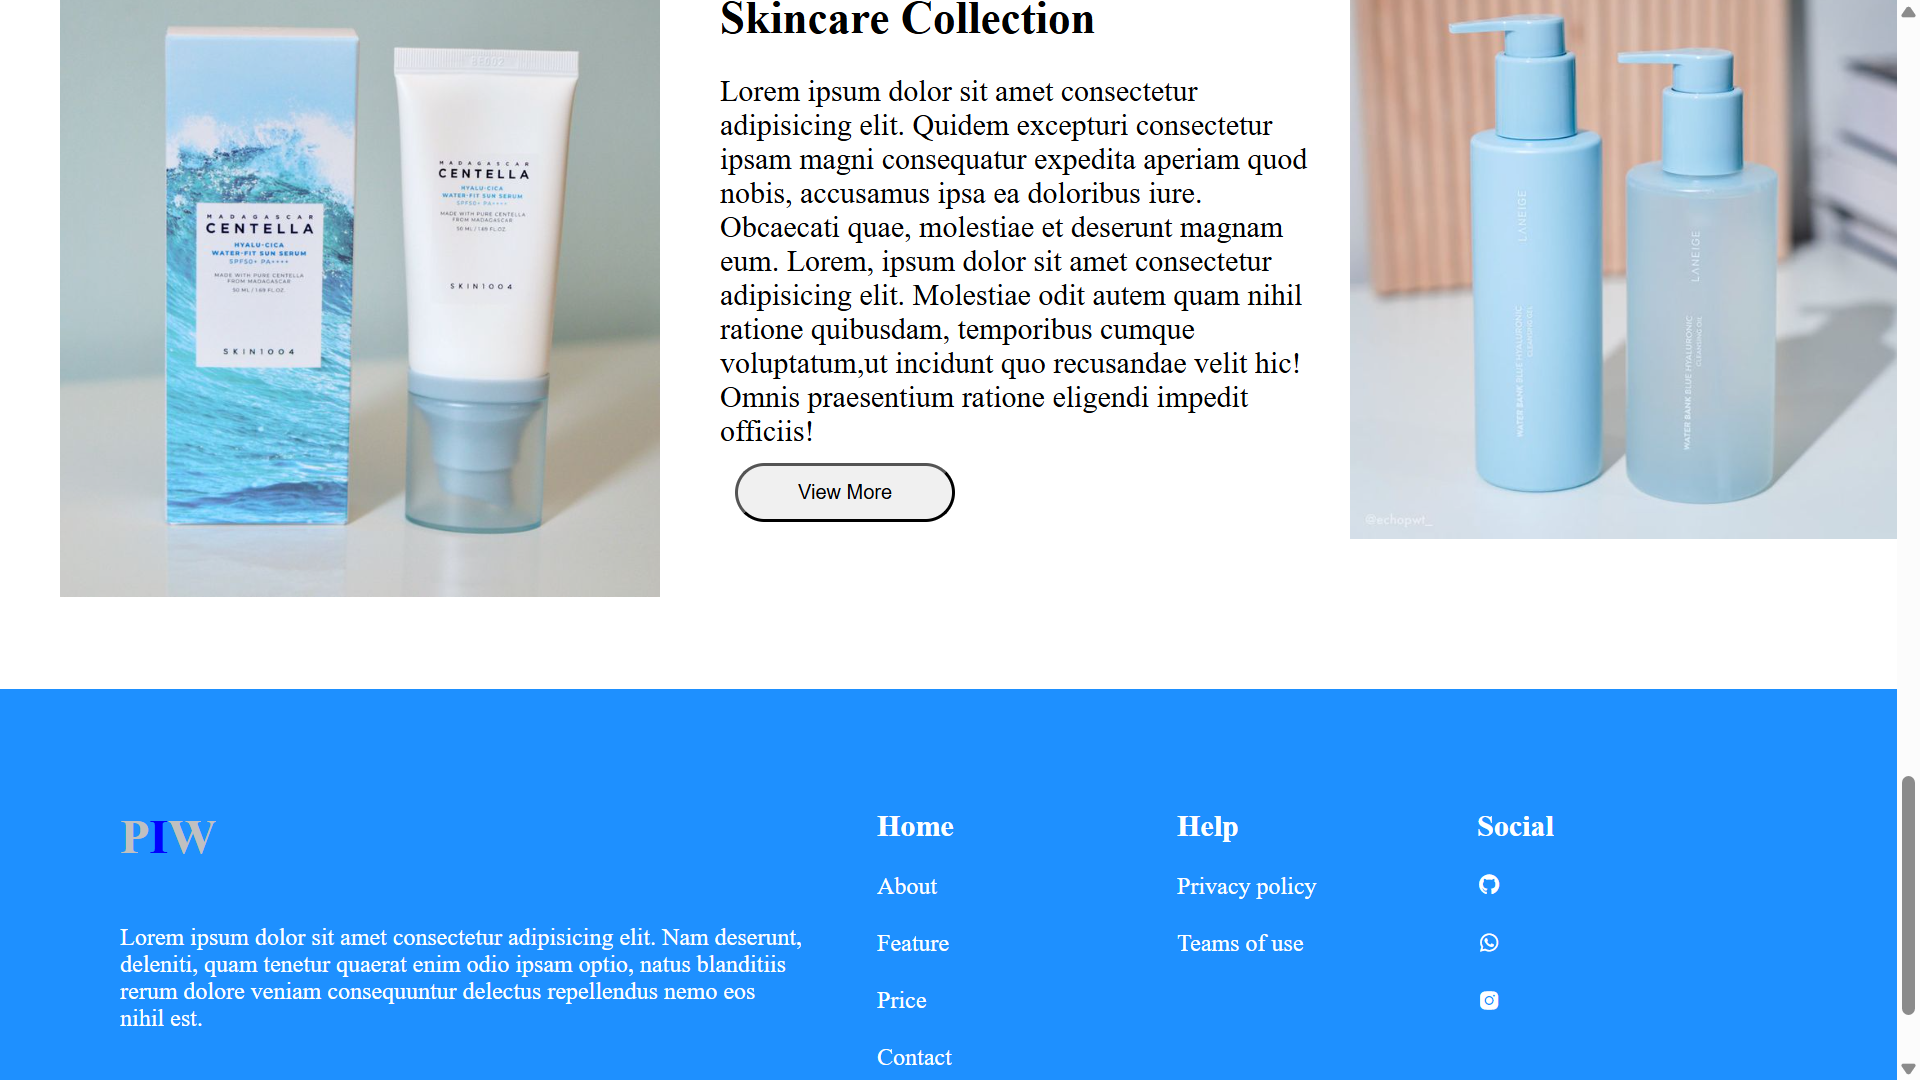 MADAGASCAR
CENTELLA
HYALU-CICA
WATER-FIT SUN SERUM
SPF50+ PA++++
MADE WITH PURE CENTELLA
FROM MADAGASCAR
50 ML / 1.69 FL.OZ.
SKIN1004
MADAGASCAR
CENTELLA
HYALU-CICA
WATER-FIT SUN SERUM
SPF50+ PA++++
MADE WITH PURE CENTELLA
FROM MADAGASCAR
50 ML / 1.69 FL.OZ.
SKIN1004
Skincare Collection
Lorem ipsum dolor sit amet consectetur
adipisicing elit. Quidem excepturi consectetur
ipsam magni consequatur expedita aperiam quod
nobis, accusamus ipsa ea doloribus iure.
Obcaecati quae, molestiae et deserunt magnam
eum. Lorem, ipsum dolor sit amet consectetur
adipisicing elit. Molestiae odit autem quam nihil
ratione quibusdam, temporibus cumque
voluptatum,ut incidunt quo recusandae velit hic!
Omnis praesentium ratione eligendi impedit
officiis!
View More
LANEIGE
WATER BANK BLUE HYALURONIC
CLEANSING GEL
LANEIGE
WATER BANK BLUE HYALURONIC
CLEANSING OIL
@echopwt_
PIW
Lorem ipsum dolor sit amet consectetur adipisicing elit. Nam deserunt,
deleniti, quam tenetur quaerat enim odio ipsam optio, natus blanditiis
rerum dolore veniam consequuntur delectus repellendus nemo eos
nihil est.
Home
About
Feature
Price
Contact
Help
Privacy policy
Teams of use
Social